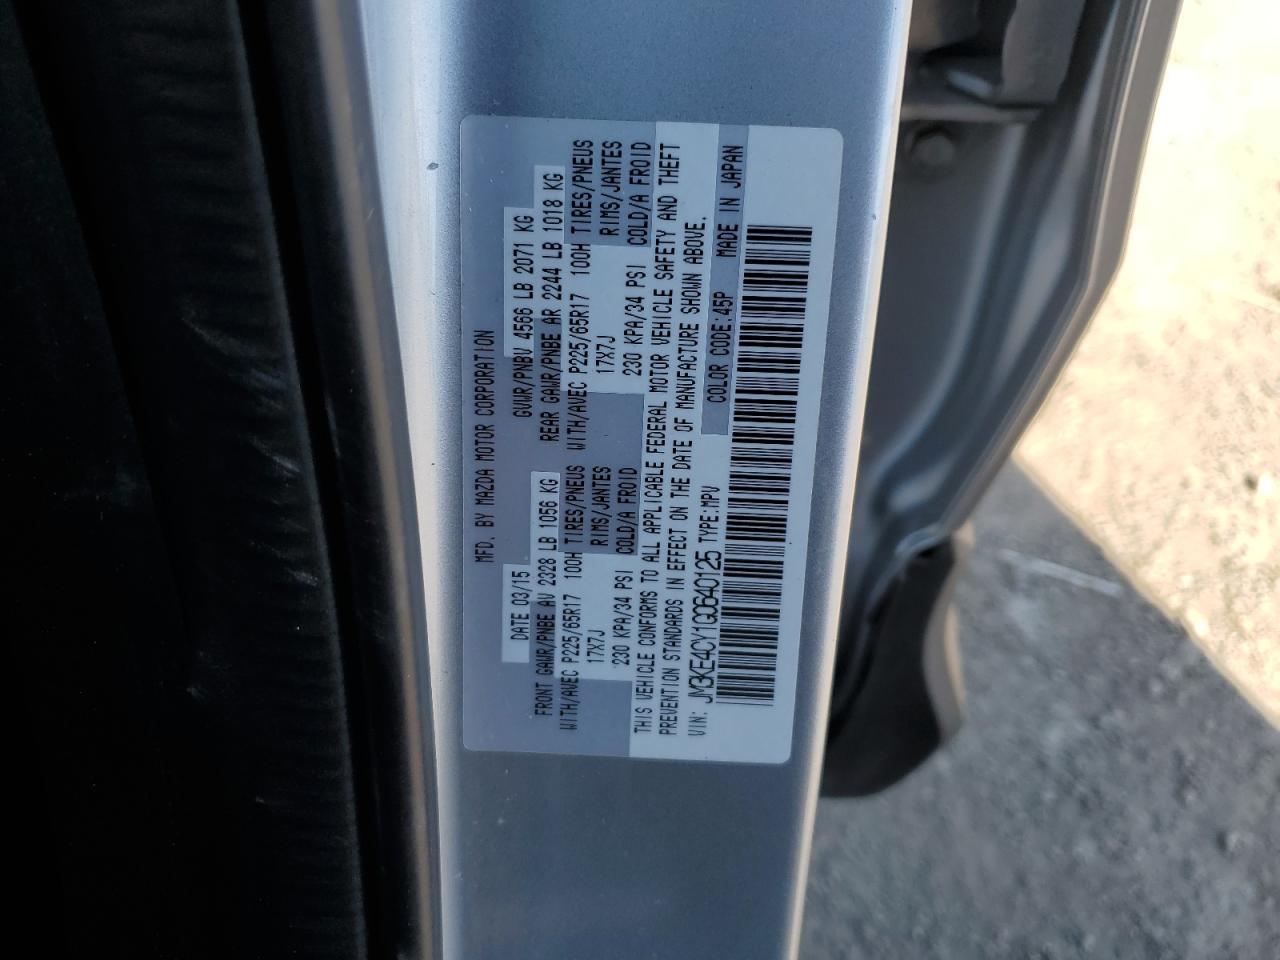 MFD. BY MAZDA MOTOR CORPORATION
DATE 03/15 GVWR/PNBV 4566 LB 2071 KG
FRONT GAWR/PNBE AV 2328 LB 1056 KG REAR GAWR/PNBE AR 2244 LB 1018 KG
WITH/AVEC P225/65R17 100H TIRES/PNEUS WITH/AVEC P225/65R17 100H TIRES/PNEUS
17X7J RIMS/JANTES 17X7J RIMS/JANTES
230 KPA/34 PSI COLD/A FROID 230 KPA/34 PSI COLD/A FROID
THIS VEHICLE CONFORMS TO ALL APPLICABLE FEDERAL MOTOR VEHICLE SAFETY AND THEFT
PREVENTION STANDARDS IN EFFECT ON THE DATE OF MANUFACTURE SHOWN ABOVE.
VIN: JM3KE4CY1G0640125 TYPE:MPV COLOR CODE:45P MADE IN JAPAN